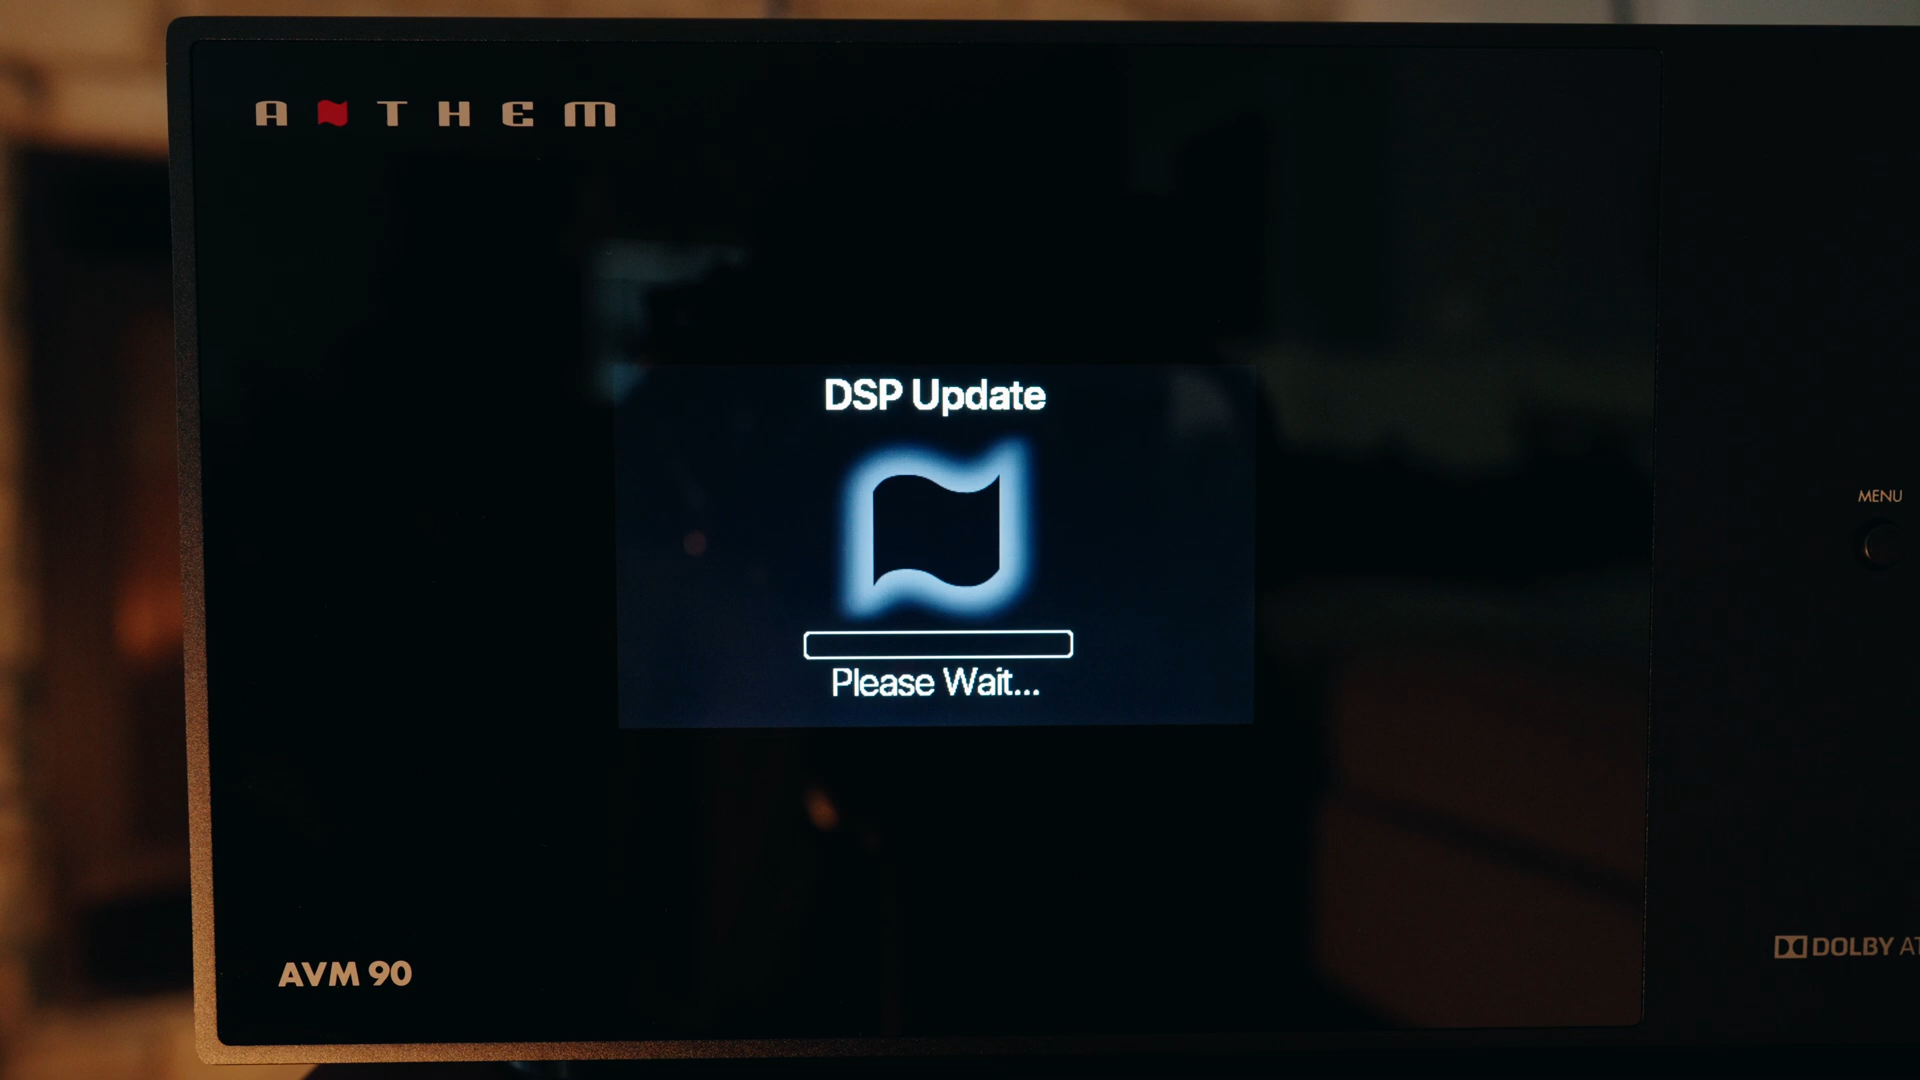 ANTHEM
DSP Update
MENU
Please Wait...
DOLBY AT
AVM 90